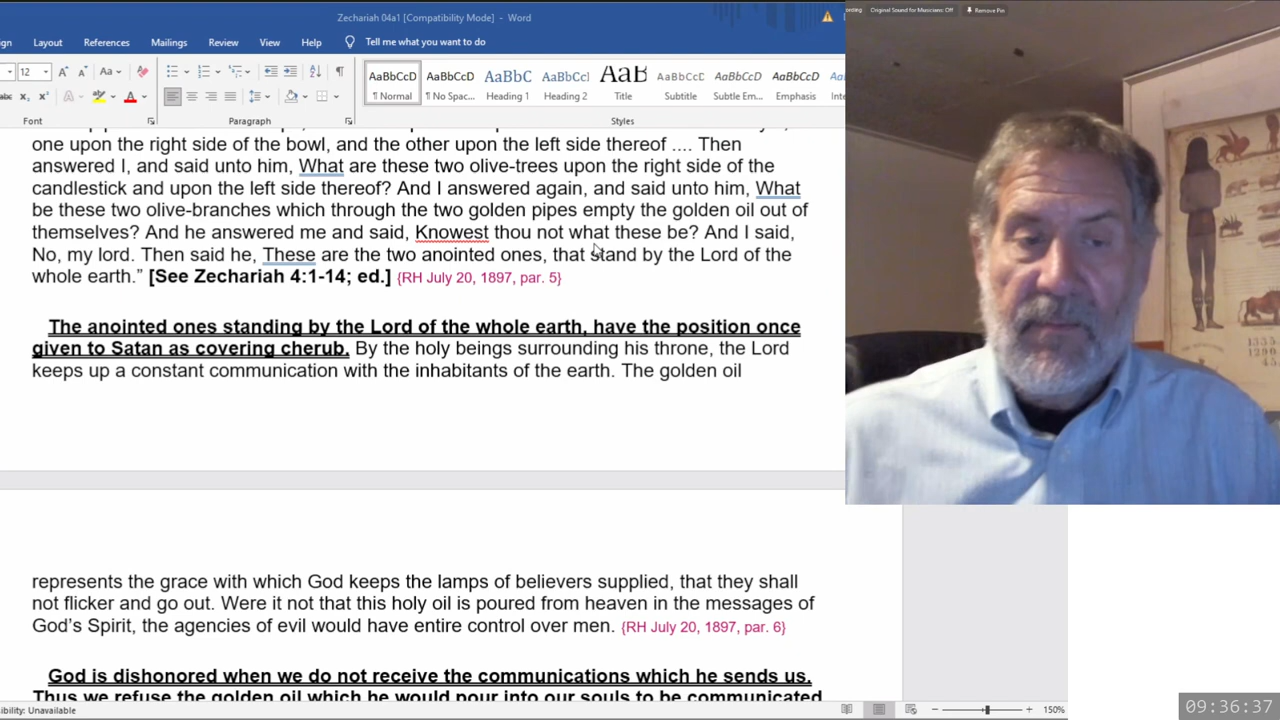 Zechariah 04a1 [Compatibility Mode] - Word
Original Sound for Musicians: Off
Remove Pin
Layout References Mailings Review View Help Tell me what you want to do
12 Aa
AaBbCcD AaBbCcD AaBbC AaBbCcl AaB AaBbCcD AaBbCcD AaBbCcD
¶ Normal ¶ No Spac... Heading 1 Heading 2 Title Subtitle Subtle Em... Emphasis
Font Paragraph Styles
one upon the right side of the bowl, and the other upon the left side thereof .... Then
answered I, and said unto him, What are these two olive-trees upon the right side of the
candlestick and upon the left side thereof? And I answered again, and said unto him, What
be these two olive-branches which through the two golden pipes empty the golden oil out of
themselves? And he answered me and said, Knowest thou not what these be? And I said,
No, my lord. Then said he, These are the two anointed ones, that stand by the Lord of the
whole earth.” [See Zechariah 4:1-14; ed.] {RH July 20, 1897, par. 5}
The anointed ones standing by the Lord of the whole earth, have the position once
given to Satan as covering cherub. By the holy beings surrounding his throne, the Lord
keeps up a constant communication with the inhabitants of the earth. The golden oil
represents the grace with which God keeps the lamps of believers supplied, that they shall
not flicker and go out. Were it not that this holy oil is poured from heaven in the messages of
God’s Spirit, the agencies of evil would have entire control over men. {RH July 20, 1897, par. 6}
God is dishonored when we do not receive the communications which he sends us.
Thus we refuse the golden oil which he would pour into our souls to be communicated
1335
1290
45
Unavailable
150%
09:36:37